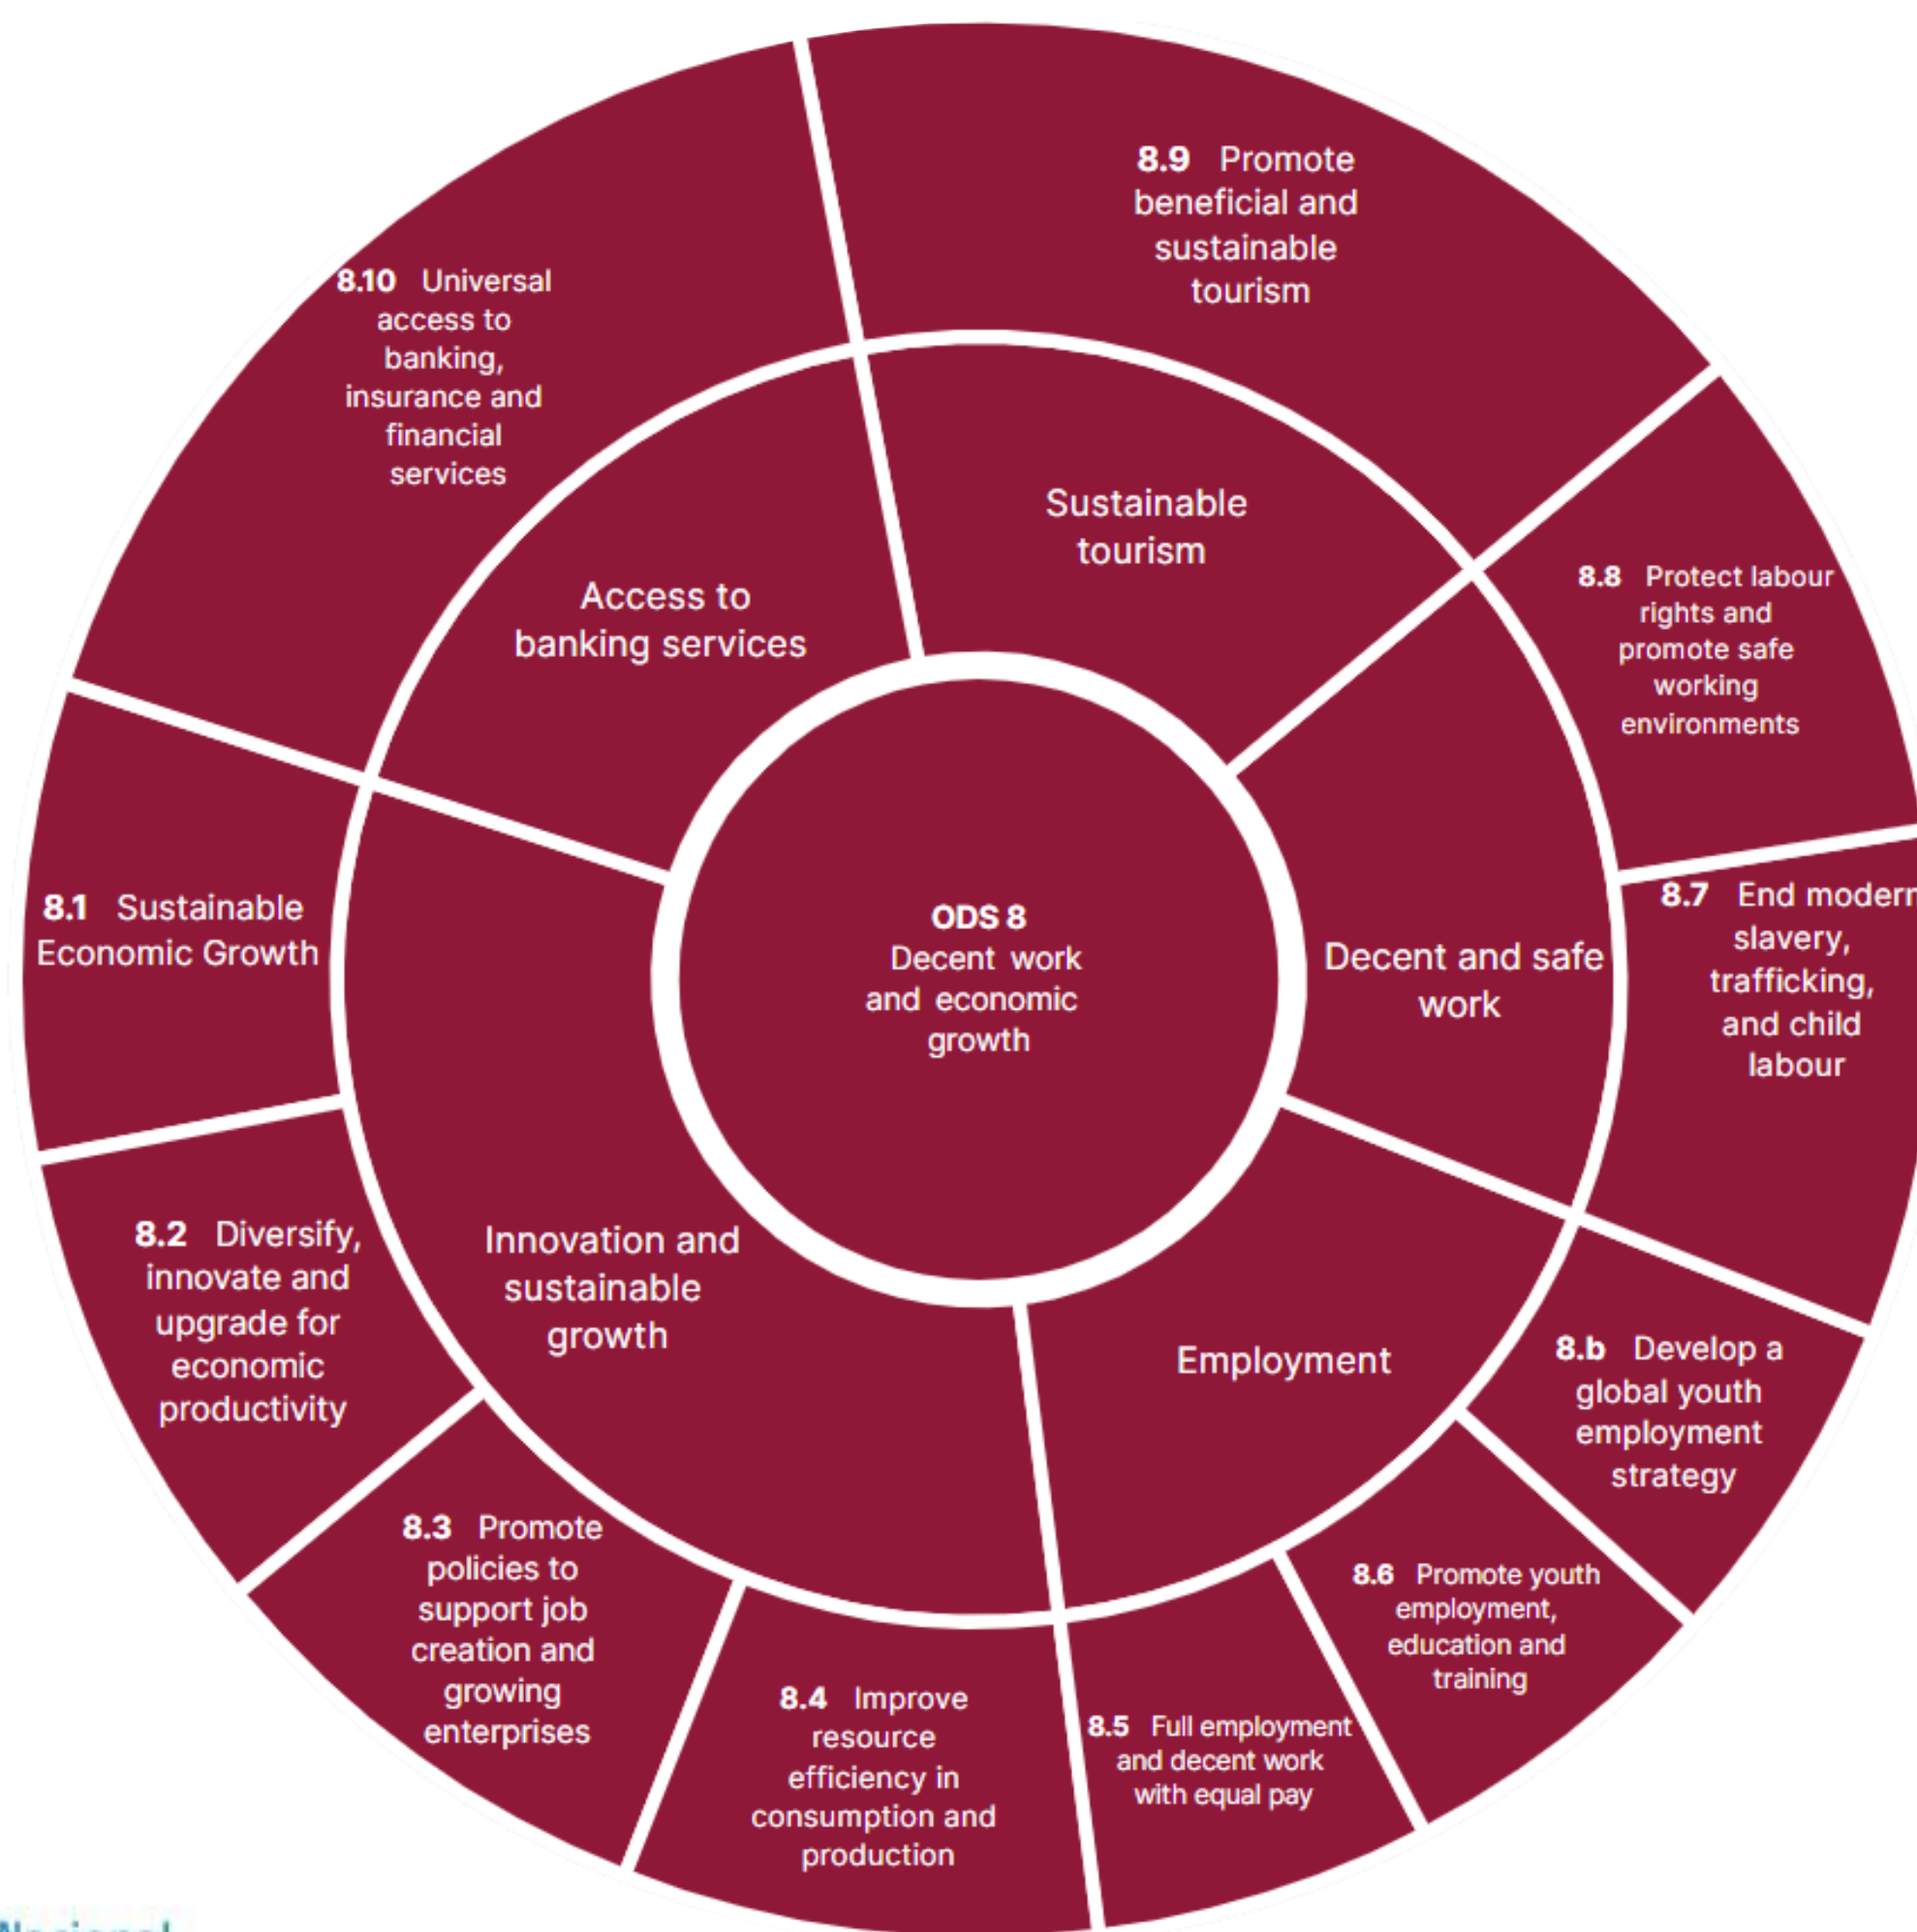 8.9 Promote
beneficial and
sustainable
tourism
8.10 Universal
access to
banking,
insurance and
financial
services
Sustainable
tourism
8.8 Protect labour
rights and
promote safe
working
environments
Access to
banking services
8.1 Sustainable
Economic Growth
ODS 8
Decent work
and economic
growth
Decent and safe
work
8.7 End modern
slavery,
trafficking,
and child
labour
8.2 Diversify,
innovate and
upgrade for
economic
productivity
Innovation and
sustainable
growth
Employment
8.b Develop a
global youth
employment
strategy
8.3 Promote
policies to
support job
creation and
growing
enterprises
8.6 Promote youth
employment,
education and
training
8.4 Improve
resource
efficiency in
consumption and
production
8.5 Full employment
and decent work
with equal pay